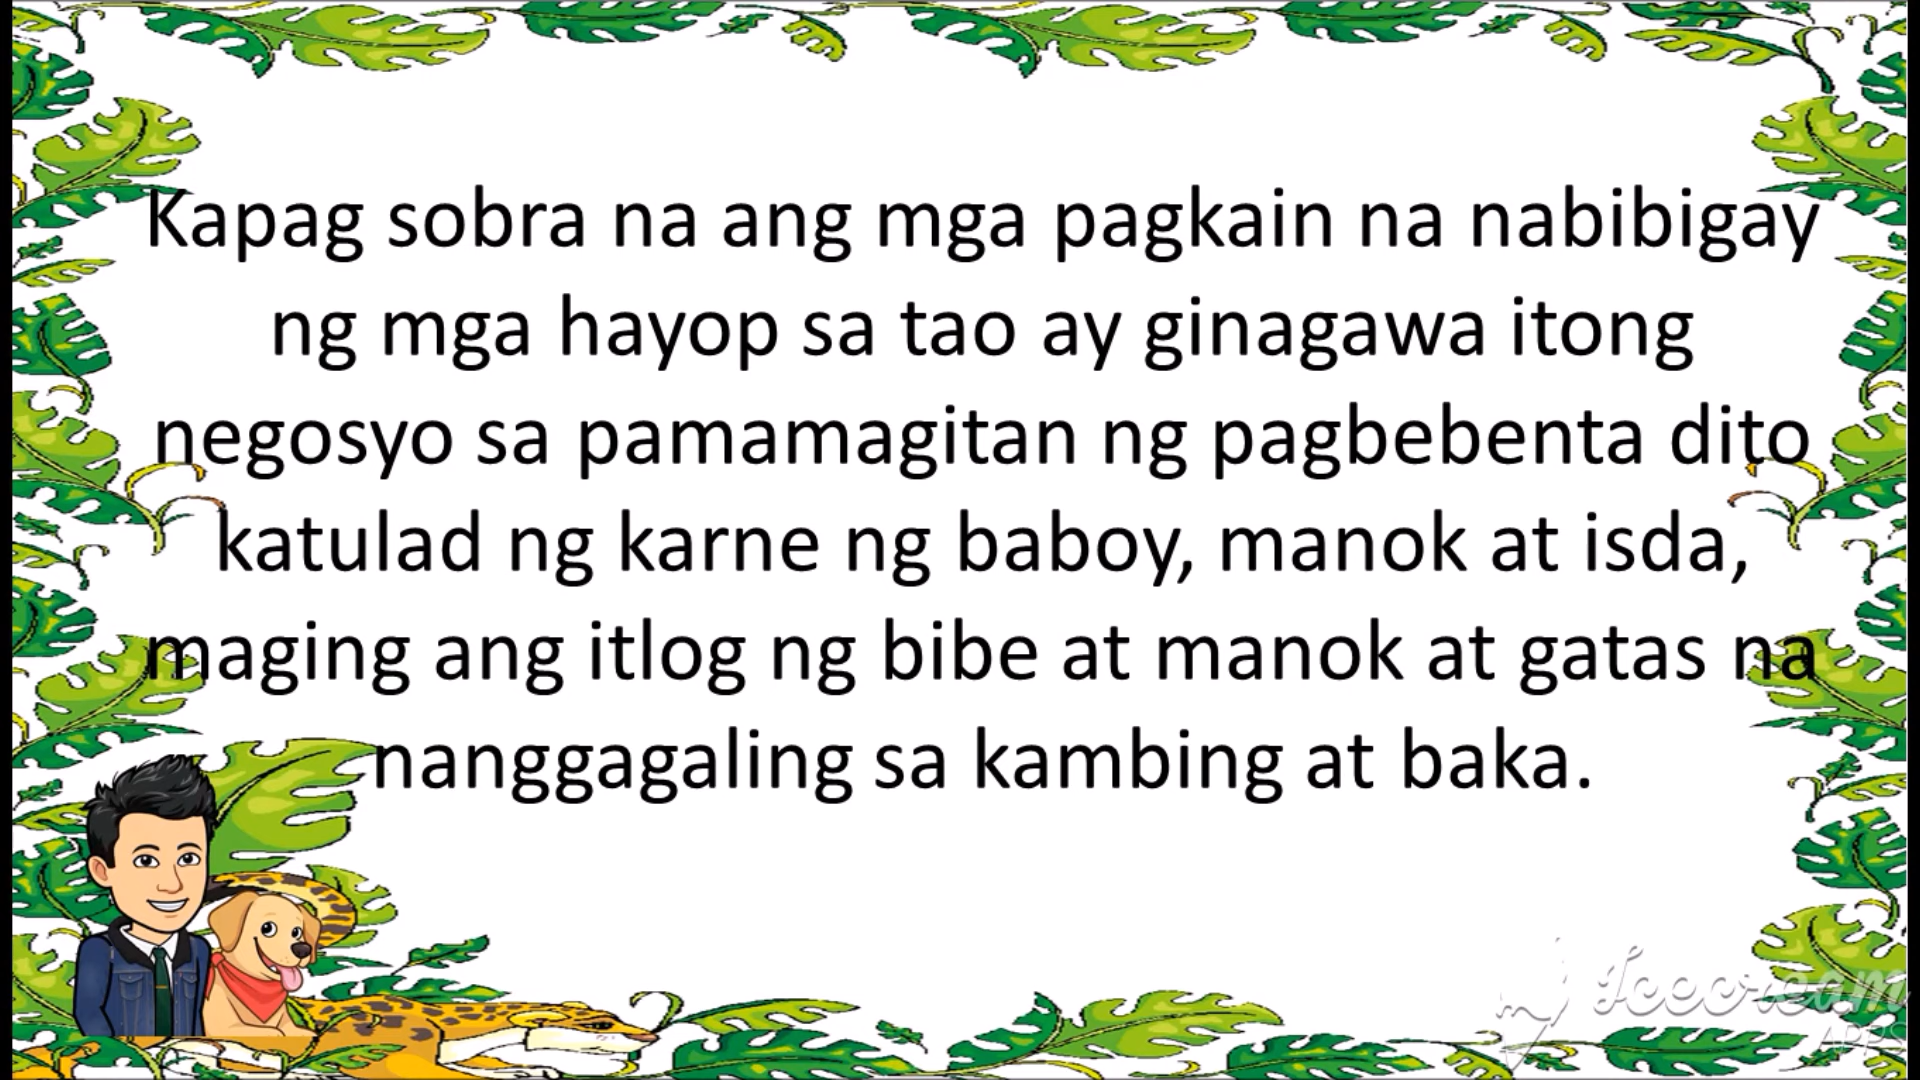 Kapag sobra na ang mga pagkain na nabibigay
ng mga hayop sa tao ay ginagawa itong
negosyo sa pamamagitan ng pagbebenta dito
katulad ng karne ng baboy, manok at isda,
maging ang itlog ng bibe at manok at gatas na
nanggagaling sa kambing at baka.
Icecream
APPS